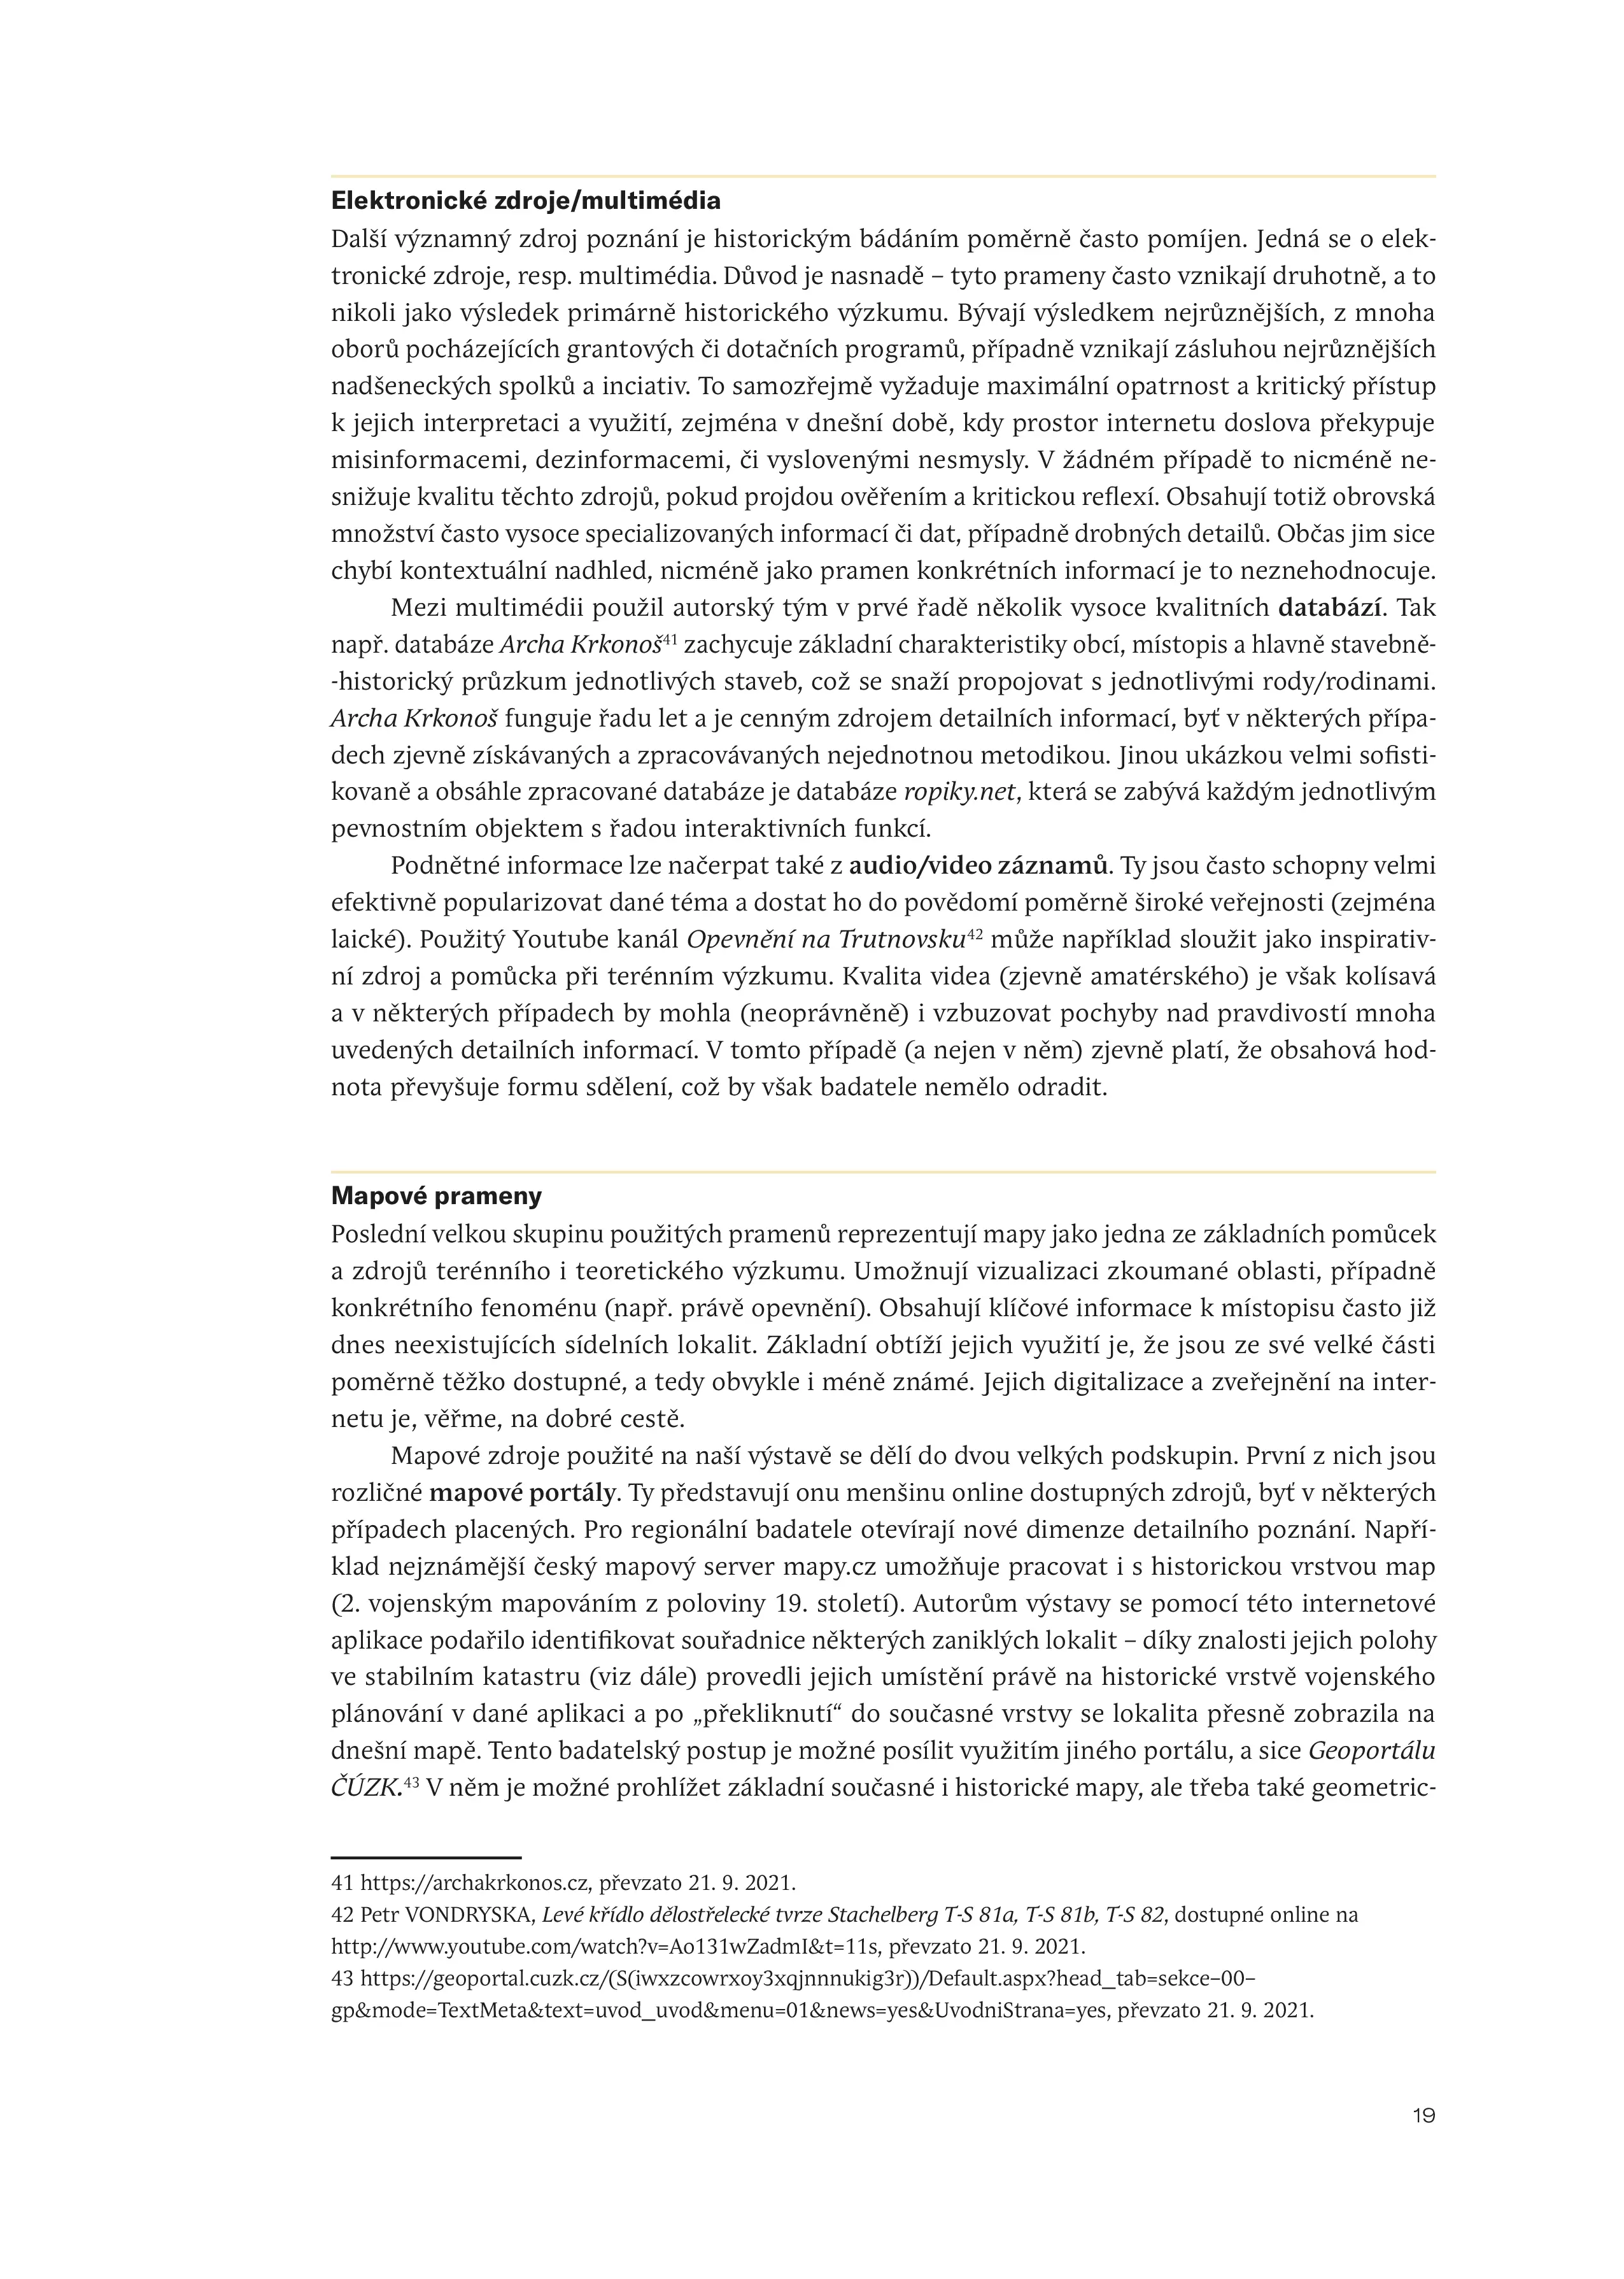 Elektronické zdroje/multimédia
Další významný zdroj poznání je historickým bádáním poměrně často pomíjen. Jedná se o elek-
tronické zdroje, resp. multimédia. Důvod je nasnadě – tyto prameny často vznikají druhotně, a to
nikoli jako výsledek primárně historického výzkumu. Bývají výsledkem nejrůznějších, z mnoha
oborů pocházejících grantových či dotačních programů, případně vznikají zásluhou nejrůznějších
nadšeneckých spolků a inciativ. To samozřejmě vyžaduje maximální opatrnost a kritický přístup
k jejich interpretaci a využití, zejména v dnešní době, kdy prostor internetu doslova překypuje
misinformacemi, dezinformacemi, či vyslovenými nesmysly. V žádném případě to nicméně ne-
snižuje kvalitu těchto zdrojů, pokud projdou ověřením a kritickou reflexí. Obsahují totiž obrovská
množství často vysoce specializovaných informací či dat, případně drobných detailů. Občas jim sice
chybí kontextuální nadhled, nicméně jako pramen konkrétních informací je to neznehodnocuje.
Mezi multimédii použil autorský tým v prvé řadě několik vysoce kvalitních databází. Tak
např. databáze Archa Krkonoš41 zachycuje základní charakteristiky obcí, místopis a hlavně stavebně-
-historický průzkum jednotlivých staveb, což se snaží propojovat s jednotlivými rody/rodinami.
Archa Krkonoš funguje řadu let a je cenným zdrojem detailních informací, byť v některých přípa-
dech zjevně získávaných a zpracovávaných nejednotnou metodikou. Jinou ukázkou velmi sofisti-
kovaně a obsáhle zpracované databáze je databáze ropiky.net, která se zabývá každým jednotlivým
pevnostním objektem s řadou interaktivních funkcí.
Podnětné informace lze načerpat také z audio/video záznamů. Ty jsou často schopny velmi
efektivně popularizovat dané téma a dostat ho do povědomí poměrně široké veřejnosti (zejména
laické). Použitý Youtube kanál Opevnění na Trutnovsku42 může například sloužit jako inspirativ-
ní zdroj a pomůcka při terénním výzkumu. Kvalita videa (zjevně amatérského) je však kolísavá
a v některých případech by mohla (neoprávněně) i vzbuzovat pochyby nad pravdivostí mnoha
uvedených detailních informací. V tomto případě (a nejen v něm) zjevně platí, že obsahová hod-
nota převyšuje formu sdělení, což by však badatele nemělo odradit.
Mapové prameny
Poslední velkou skupinu použitých pramenů reprezentují mapy jako jedna ze základních pomůcek
a zdrojů terénního i teoretického výzkumu. Umožnují vizualizaci zkoumané oblasti, případně
konkrétního fenoménu (např. právě opevnění). Obsahují klíčové informace k místopisu často již
dnes neexistujících sídelních lokalit. Základní obtíží jejich využití je, že jsou ze své velké části
poměrně těžko dostupné, a tedy obvykle i méně známé. Jejich digitalizace a zveřejnění na inter-
netu je, věřme, na dobré cestě.
Mapové zdroje použité na naší výstavě se dělí do dvou velkých podskupin. První z nich jsou
rozličné mapové portály. Ty představují onu menšinu online dostupných zdrojů, byť v některých
případech placených. Pro regionální badatele otevírají nové dimenze detailního poznání. Napří-
klad nejznámější český mapový server mapy.cz umožňuje pracovat i s historickou vrstvou map
(2. vojenským mapováním z poloviny 19. století). Autorům výstavy se pomocí této internetové
aplikace podařilo identifikovat souřadnice některých zaniklých lokalit – díky znalosti jejich polohy
ve stabilním katastru (viz dále) provedli jejich umístění právě na historické vrstvě vojenského
plánování v dané aplikaci a po „překliknutí“ do současné vrstvy se lokalita přesně zobrazila na
dnešní mapě. Tento badatelský postup je možné posílit využitím jiného portálu, a sice Geoportálu
ČÚZK.43 V něm je možné prohlížet základní současné i historické mapy, ale třeba také geometric-
41 https://archakrkonos.cz, převzato 21. 9. 2021.
42 Petr VONDRYSKA, Levé křídlo dělostřelecké tvrze Stachelberg T-S 81a, T-S 81b, T-S 82, dostupné online na
http://www.youtube.com/watch?v=Ao131wZadmI&t=11s, převzato 21. 9. 2021.
43 https://geoportal.cuzk.cz/(S(iwxzcowrxoy3xqjnnnukig3r))/Default.aspx?head_tab=sekce–00–
gp&mode=TextMeta&text=uvod_uvod&menu=01&news=yes&UvodniStrana=yes, převzato 21. 9. 2021.
19